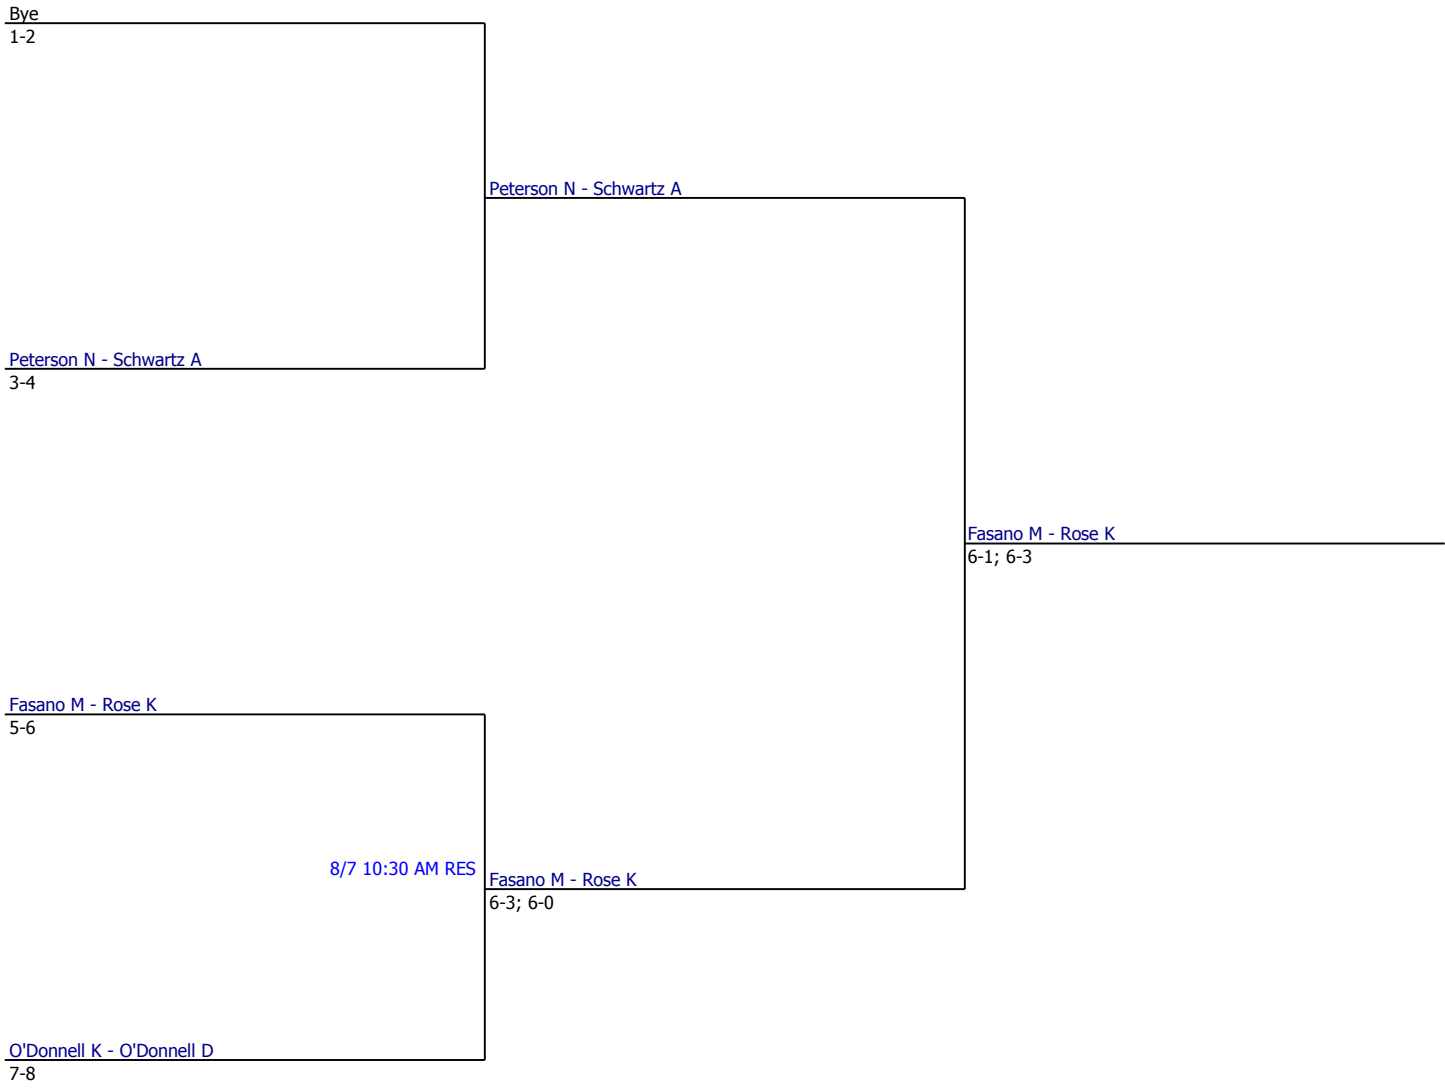 Bye
1-2
Peterson N - Schwartz A
Peterson N - Schwartz A
3-4
Fasano M - Rose K
6-1; 6-3
Fasano M - Rose K
5-6
8/7 10:30 AM RES
Fasano M - Rose K
6-3; 6-0
O'Donnell K - O'Donnell D
7-8